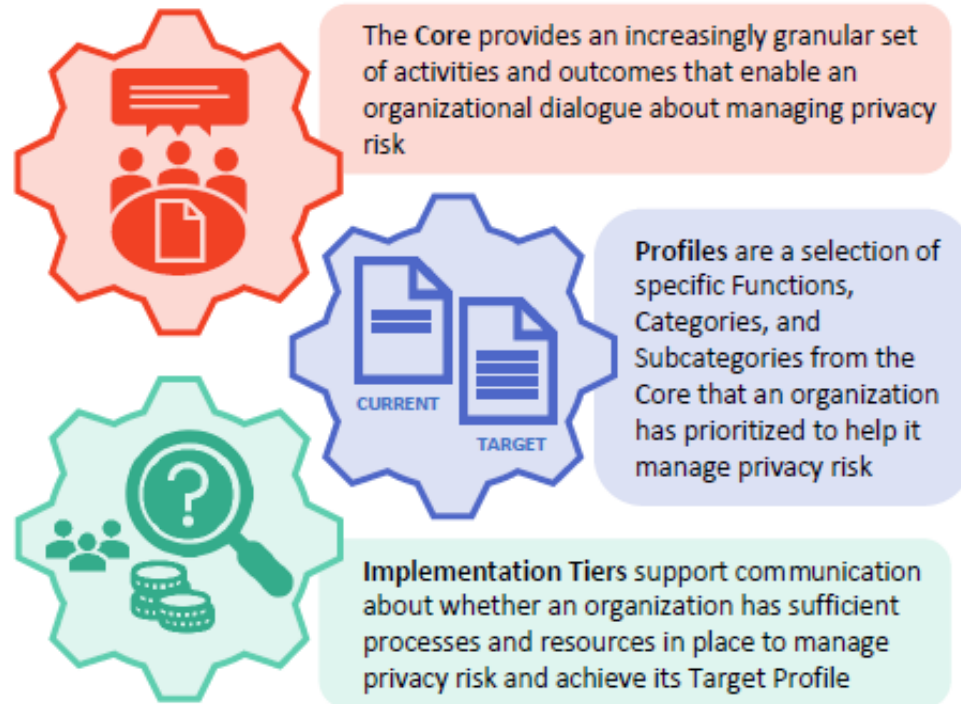 The Core provides an increasingly granular set
of activities and outcomes that enable an
organizational dialogue about managing privacy
risk
Profiles are a selection of
specific Functions,
Categories, and
Subcategories from the
Core that an organization
has prioritized to help it
manage privacy risk
CURRENT
TARGET
?
Implementation Tiers support communication
about whether an organization has sufficient
processes and resources in place to manage
privacy risk and achieve its Target Profile